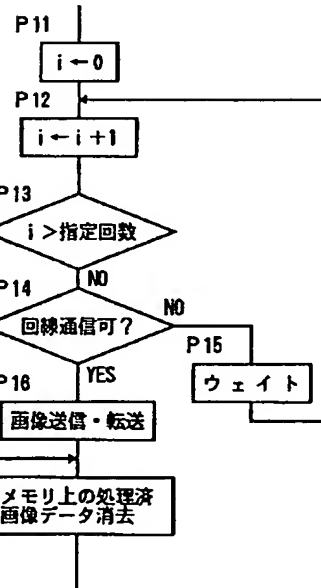 P11
i←0
P12
i←i+1
P13
i>指定回数
NO
P14
回線通信可?
NO
P15
ウェイト
YES
P16
画像送信・転送
メモリ上の処理済
画像データ消去